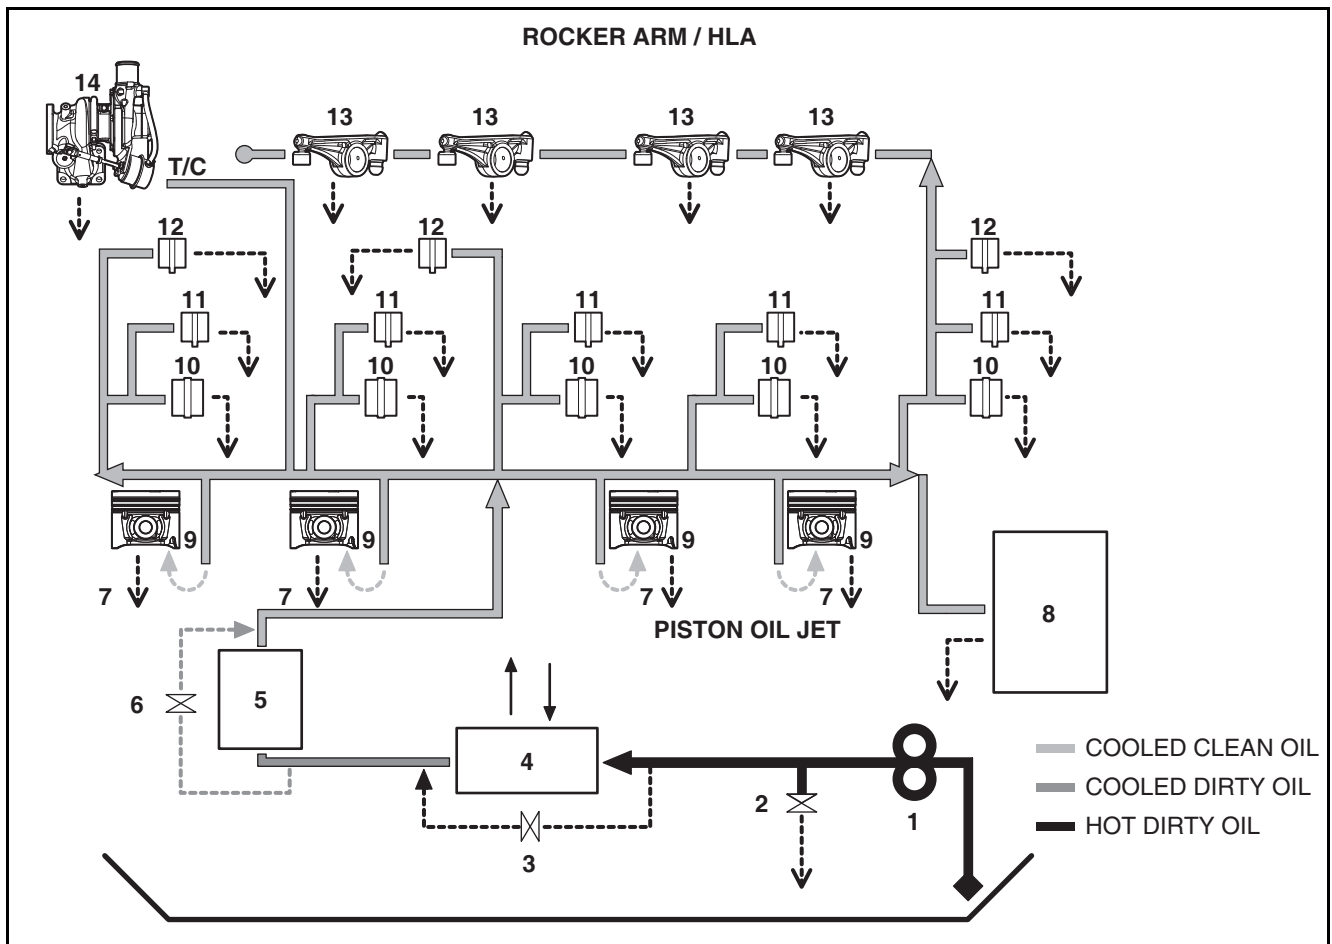 ROCKER ARM / HLA
14
13 13 13 13
T/C
12 12 12
11 11 11 11 11
10 10 10 10 10
9 9 9 9
7 7 7 7
PISTON OIL JET
8
6
5
4
COOLED CLEAN OIL
COOLED DIRTY OIL
HOT DIRTY OIL
2
1
3